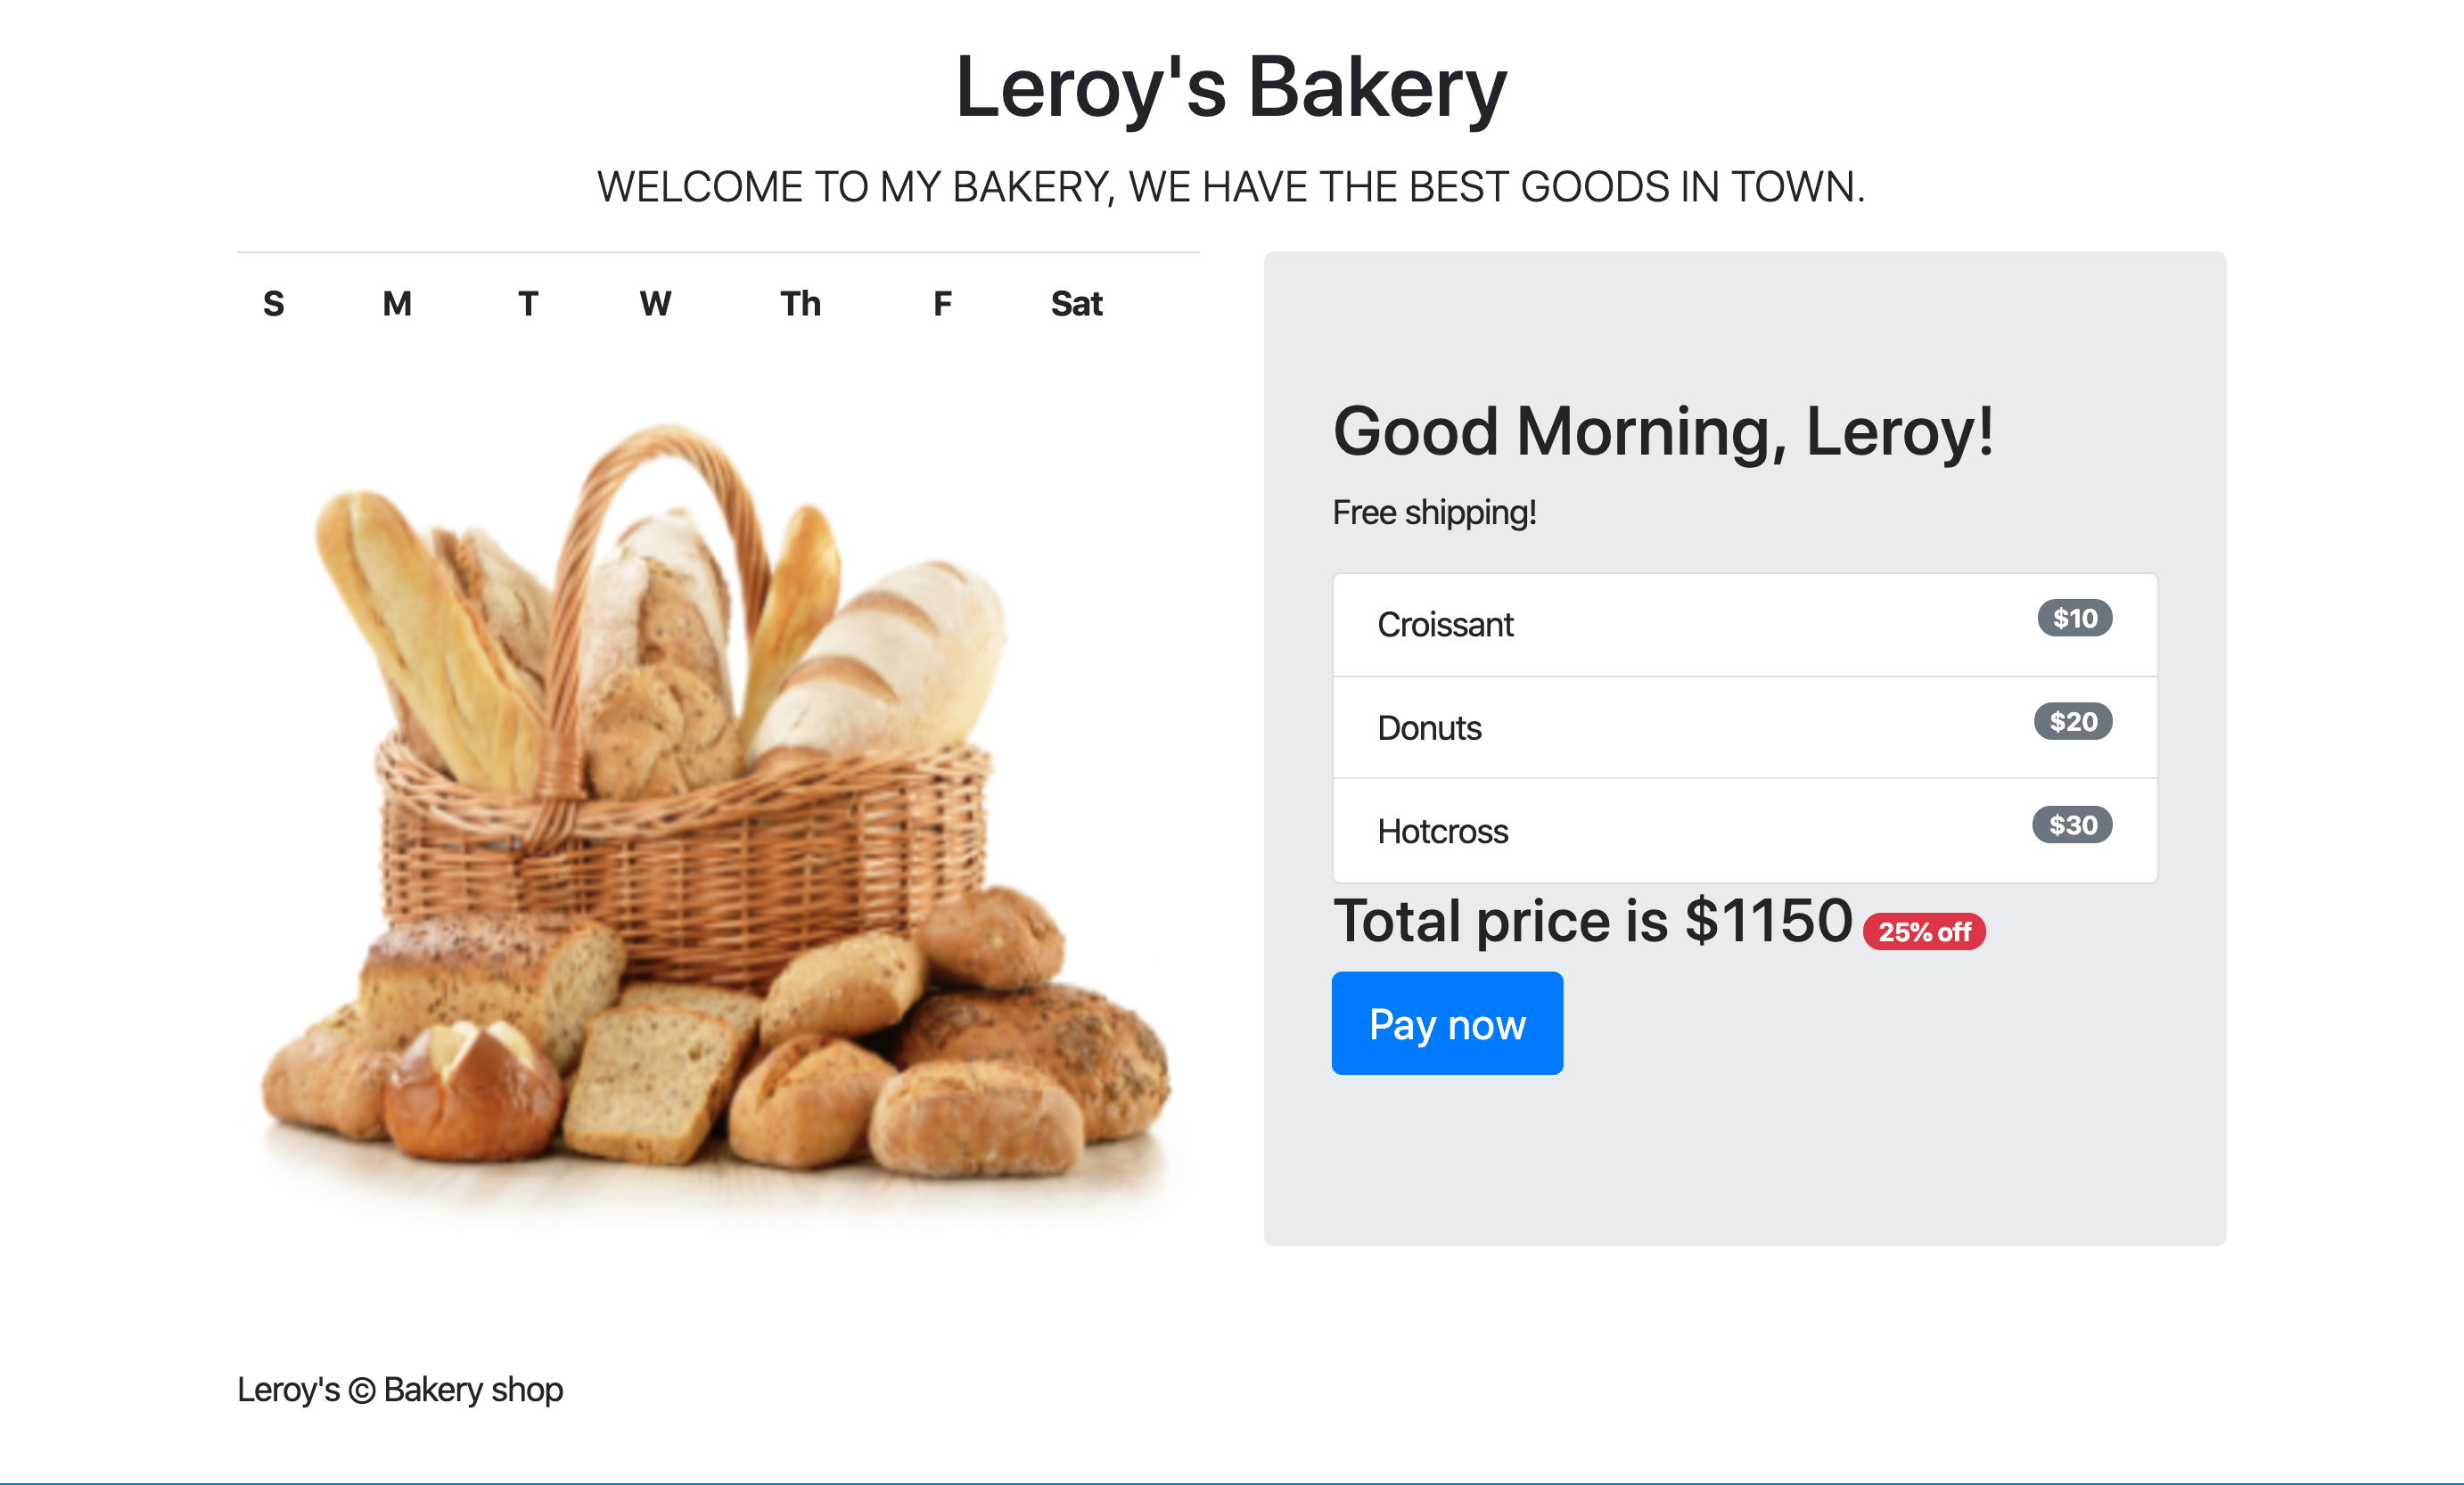 Leroy's Bakery
WELCOME TO MY BAKERY, WE HAVE THE BEST GOODS IN TOWN.
S M T W Th F Sat
Good Morning, Leroy!
Free shipping!
Croissant $10
Donuts $20
Hotcross $30
Total price is $1150 25% off
Pay now
Leroy's © Bakery shop